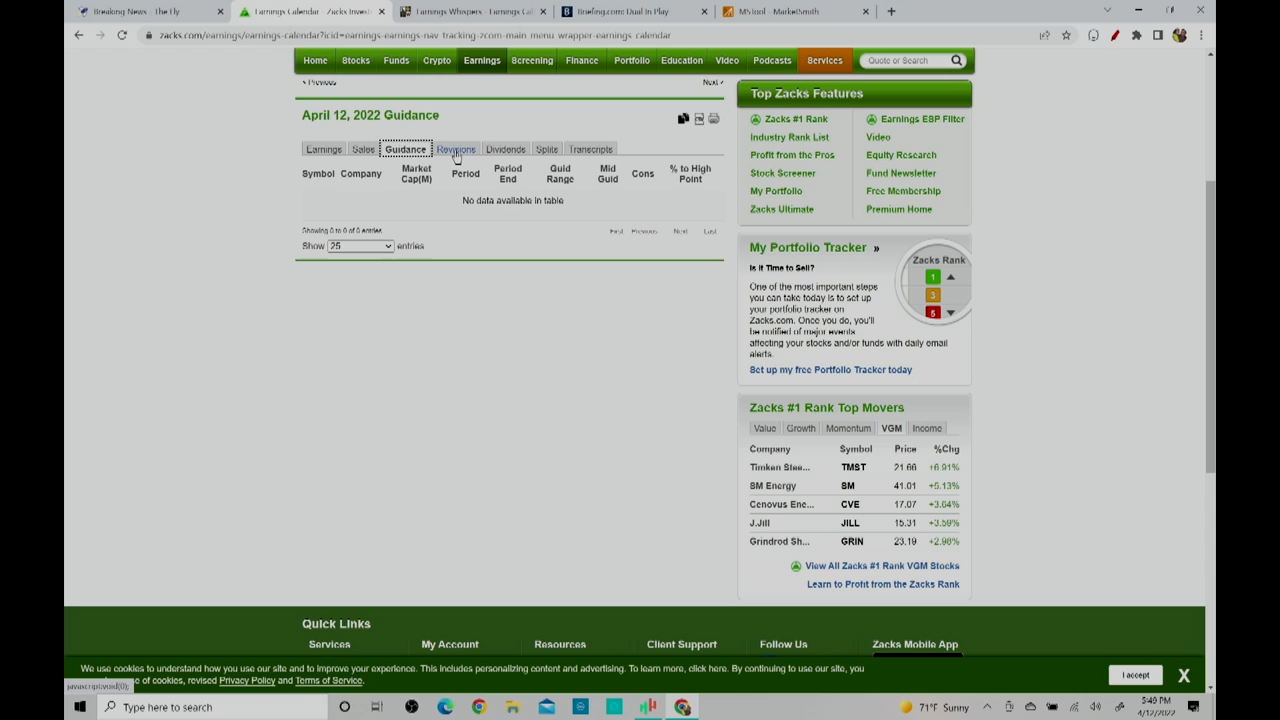 Breaking News - The Fly
Earnings Calendar - Zacks Invest
Earnings Whispers - Earnings Cal
Briefing.com: Dual In Play
MSTool - MarketSmith
zacks.com/earnings/earnings-calendar?icid=earnings-earnings-nav_tracking-zcom-main_menu_wrapper-earnings_calendar
Home Stocks Funds Crypto Earnings Screening Finance Portfolio Education Video Podcasts Services Quote or Search
< Previous Next >
April 12, 2022 Guidance
Earnings Sales Guidance Revisions Dividends Splits Transcripts
Symbol Company Market Cap(M) Period Period End Guid Range Mid Guid Cons % to High Point
No data available in table
Showing 0 to 0 of 0 entries First Previous Next Last
Show 25 entries
Top Zacks Features
Zacks #1 Rank Earnings ESP Filter
Industry Rank List Video
Profit from the Pros Equity Research
Stock Screener Fund Newsletter
My Portfolio Free Membership
Zacks Ultimate Premium Home
My Portfolio Tracker »
Is it Time to Sell?
One of the most important steps
you can take today is to set up
your portfolio tracker on
Zacks.com. Once you do, you'll
be notified of major events
affecting your stocks and/or funds with daily email
alerts.
Set up my free Portfolio Tracker today
Zacks Rank
1
3
5
Zacks #1 Rank Top Movers
Value Growth Momentum VGM Income
Company Symbol Price %Chg
Timken Stee... TMST 21.66 +6.91%
SM Energy SM 41.01 +5.13%
Cenovus Ene... CVE 17.07 +3.64%
J.Jill JILL 15.31 +3.59%
Grindrod Sh... GRIN 23.19 +2.98%
View All Zacks #1 Rank VGM Stocks
Learn to Profit from the Zacks Rank
Quick Links
Services My Account Resources Client Support Follow Us Zacks Mobile App
We use cookies to understand how you use our site and to improve your experience. This includes personalizing content and advertising. To learn more, click here. By continuing to use our site, you
se of cookies, revised Privacy Policy and Terms of Service.
I accept X
javascript:void(0);
Type here to search
71°F Sunny
5:49 PM
4/12/2022